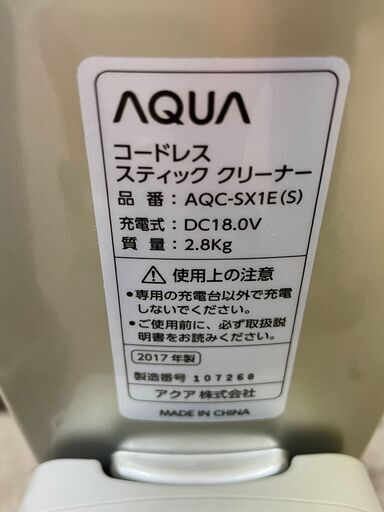 AQUA
コードレス
スティック クリーナー
品 番 : AQC-SX1E(S)
充電式 : DC18.0V
質 量 : 2.8Kg
⚠ 使用上の注意
●専用の充電台以外で充電
しないでください。
●ご使用前に、必ず取扱説
明書をお読みください。
2017 年製
製造番号 107260
アクア 株式会社
MADE IN CHINA